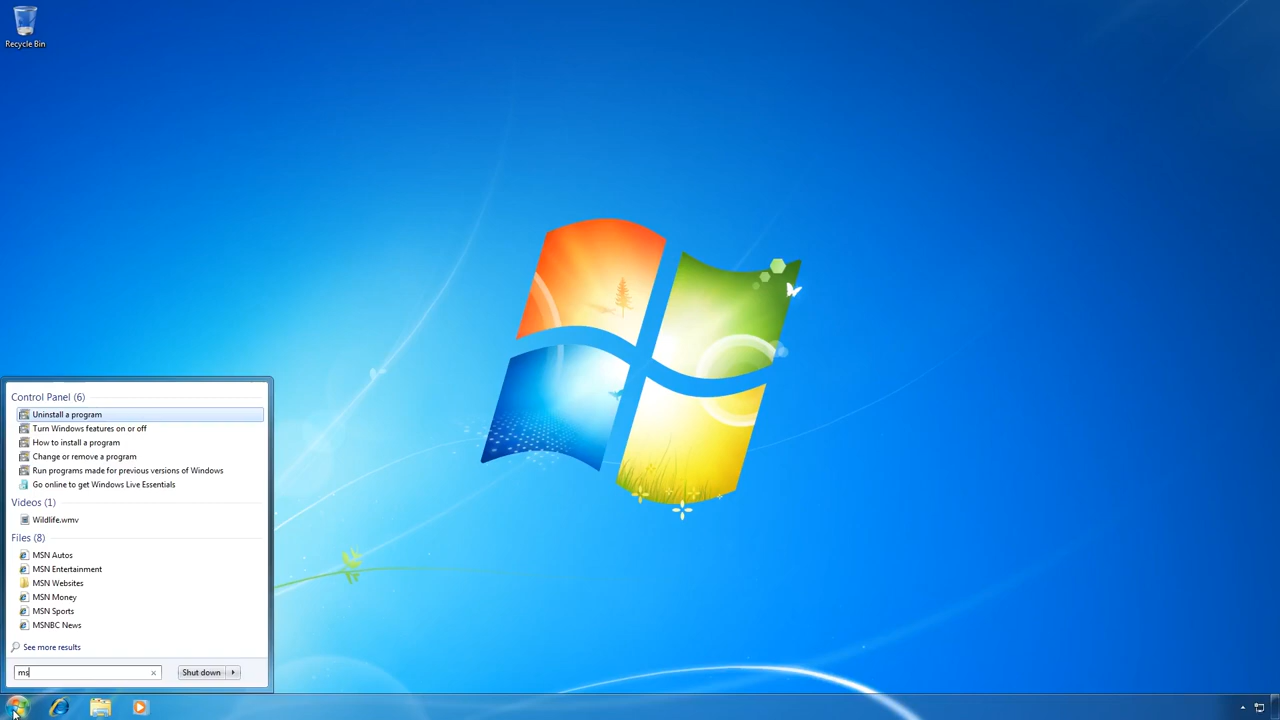 Recycle Bin
Control Panel (6)
Uninstall a program
Turn Windows features on or off
How to install a program
Change or remove a program
Run programs made for previous versions of Windows
Go online to get Windows Live Essentials
Videos (1)
Wildlife.wmv
Files (8)
MSN Autos
MSN Entertainment
MSN Websites
MSN Money
MSN Sports
MSNBC News
See more results
ms
Shut down